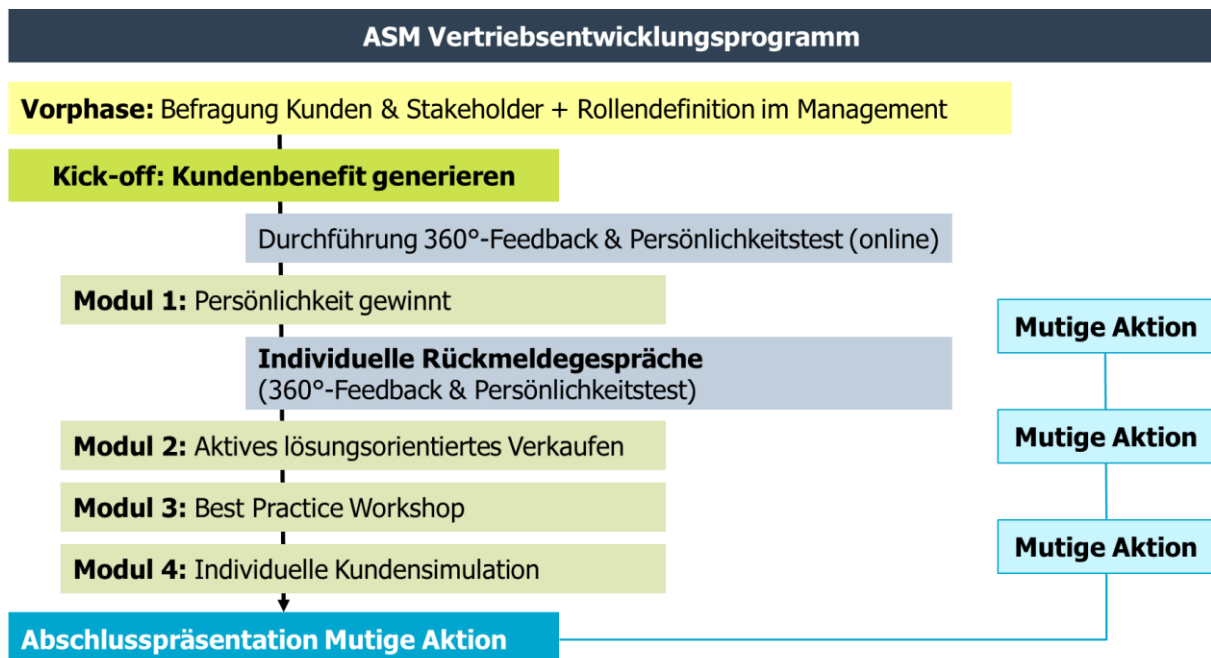 ASM Vertriebsentwicklungsprogramm
Vorphase: Befragung Kunden & Stakeholder + Rollendefinition im Management
Kick-off: Kundenbenefit generieren
Durchführung 360°-Feedback & Persönlichkeitstest (online)
Modul 1: Persönlichkeit gewinnt
Mutige Aktion
Individuelle Rückmeldegespräche
(360°-Feedback & Persönlichkeitstest)
Modul 2: Aktives lösungsorientiertes Verkaufen
Mutige Aktion
Modul 3: Best Practice Workshop
Mutige Aktion
Modul 4: Individuelle Kundensimulation
Abschlusspräsentation Mutige Aktion